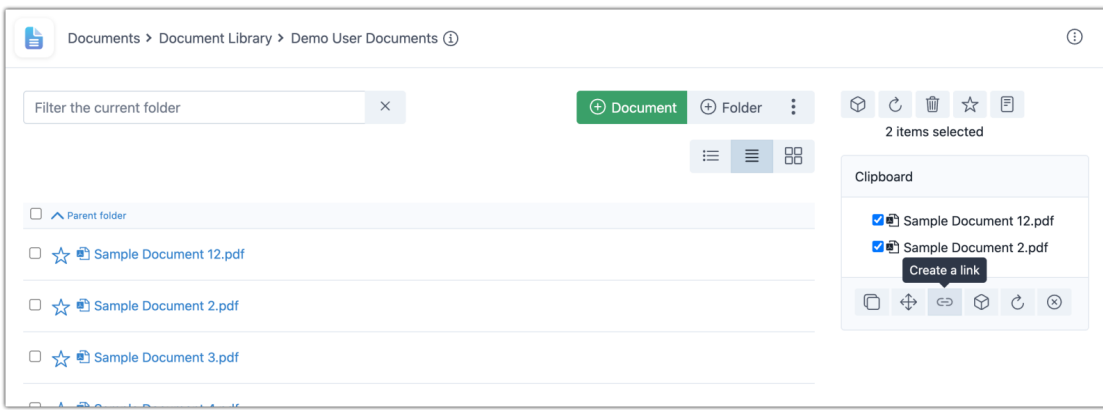 Documents > Document Library > Demo User Documents
Filter the current folder
Document
Folder
2 items selected
Clipboard
Sample Document 12.pdf
Sample Document 2.pdf
Create a link
Parent folder
Sample Document 12.pdf
Sample Document 2.pdf
Sample Document 3.pdf